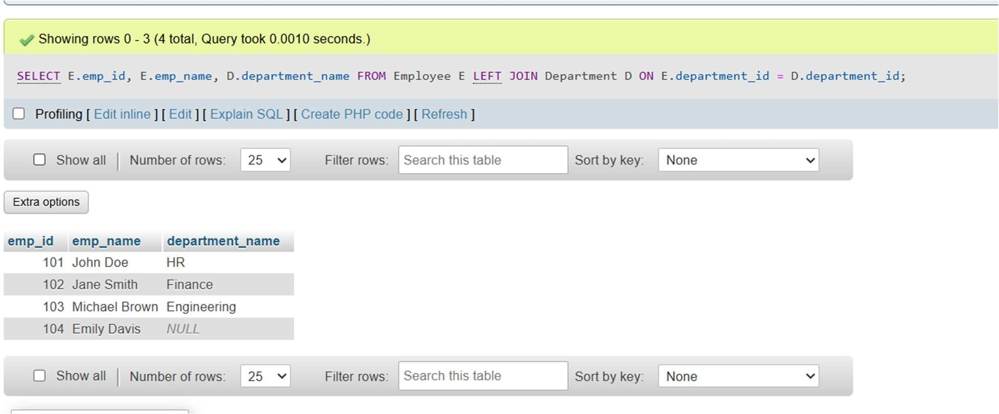 Showing rows 0 - 3 (4 total, Query took 0.0010 seconds.)
SELECT E.emp_id, E.emp_name, D.department_name FROM Employee E LEFT JOIN Department D ON E.department_id = D.department_id;
Profiling [ Edit inline ] [ Edit ] [ Explain SQL ] [ Create PHP code ] [ Refresh ]
Show all | Number of rows: 25 Filter rows: Search this table Sort by key: None
Extra options
emp_id emp_name department_name
101 John Doe HR
102 Jane Smith Finance
103 Michael Brown Engineering
104 Emily Davis NULL
Show all | Number of rows: 25 Filter rows: Search this table Sort by key: None